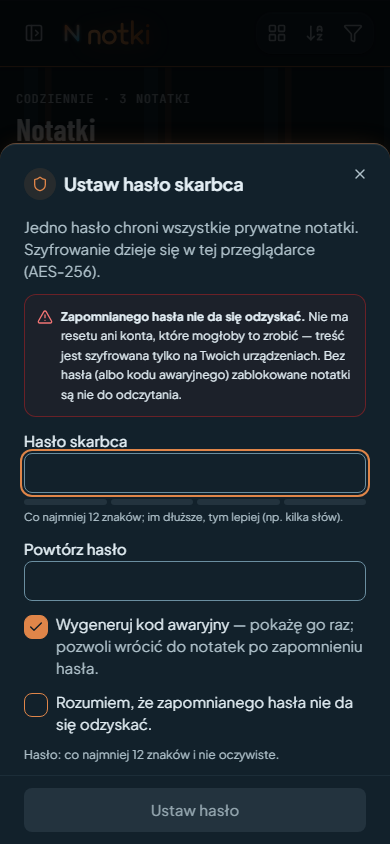 N notki
CODZIENNIE · 3 NOTATKI
Notatki
Ustaw hasło skarbca
Jedno hasło chroni wszystkie prywatne notatki.
Szyfrowanie dzieje się w tej przeglądarce
(AES-256).
Zapomnianego hasła nie da się odzyskać. Nie ma
resetu ani konta, które mogłoby to zrobić — treść
jest szyfrowana tylko na Twoich urządzeniach. Bez
hasła (albo kodu awaryjnego) zablokowane notatki
są nie do odczytania.
Hasło skarbca
Co najmniej 12 znaków; im dłuższe, tym lepiej (np. kilka słów).
Powtórz hasło
Wygeneruj kod awaryjny — pokażę go raz;
pozwoli wrócić do notatek po zapomnieniu
hasła.
Rozumiem, że zapomnianego hasła nie da
się odzyskać.
Hasło: co najmniej 12 znaków i nie oczywiste.
Ustaw hasło